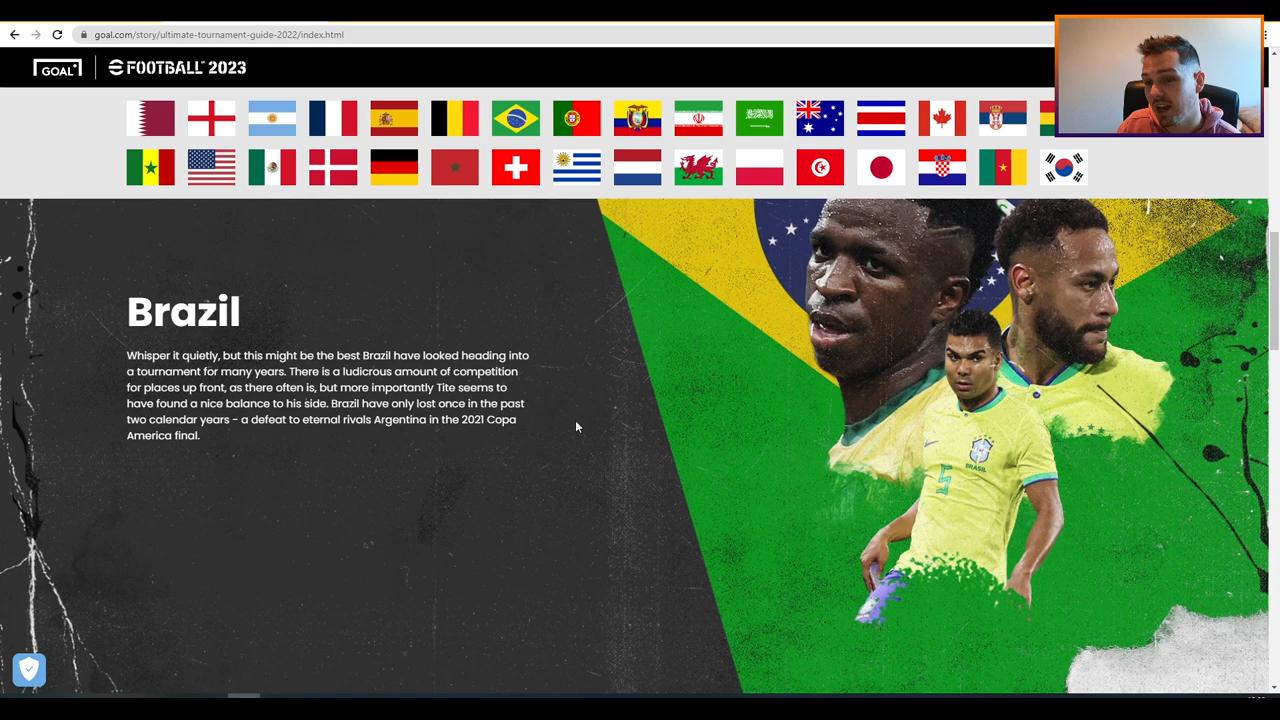 goal.com/story/ultimate-tournament-guide-2022/index.html
GOAL
FOOTBALL™ 2023
Brazil
Whisper it quietly, but this might be the best Brazil have looked heading into
a tournament for many years. There is a ludicrous amount of competition
for places up front, as there often is, but more importantly Tite seems to
have found a nice balance to his side. Brazil have only lost once in the past
two calendar years - a defeat to eternal rivals Argentina in the 2021 Copa
America final.
5
BRASIL